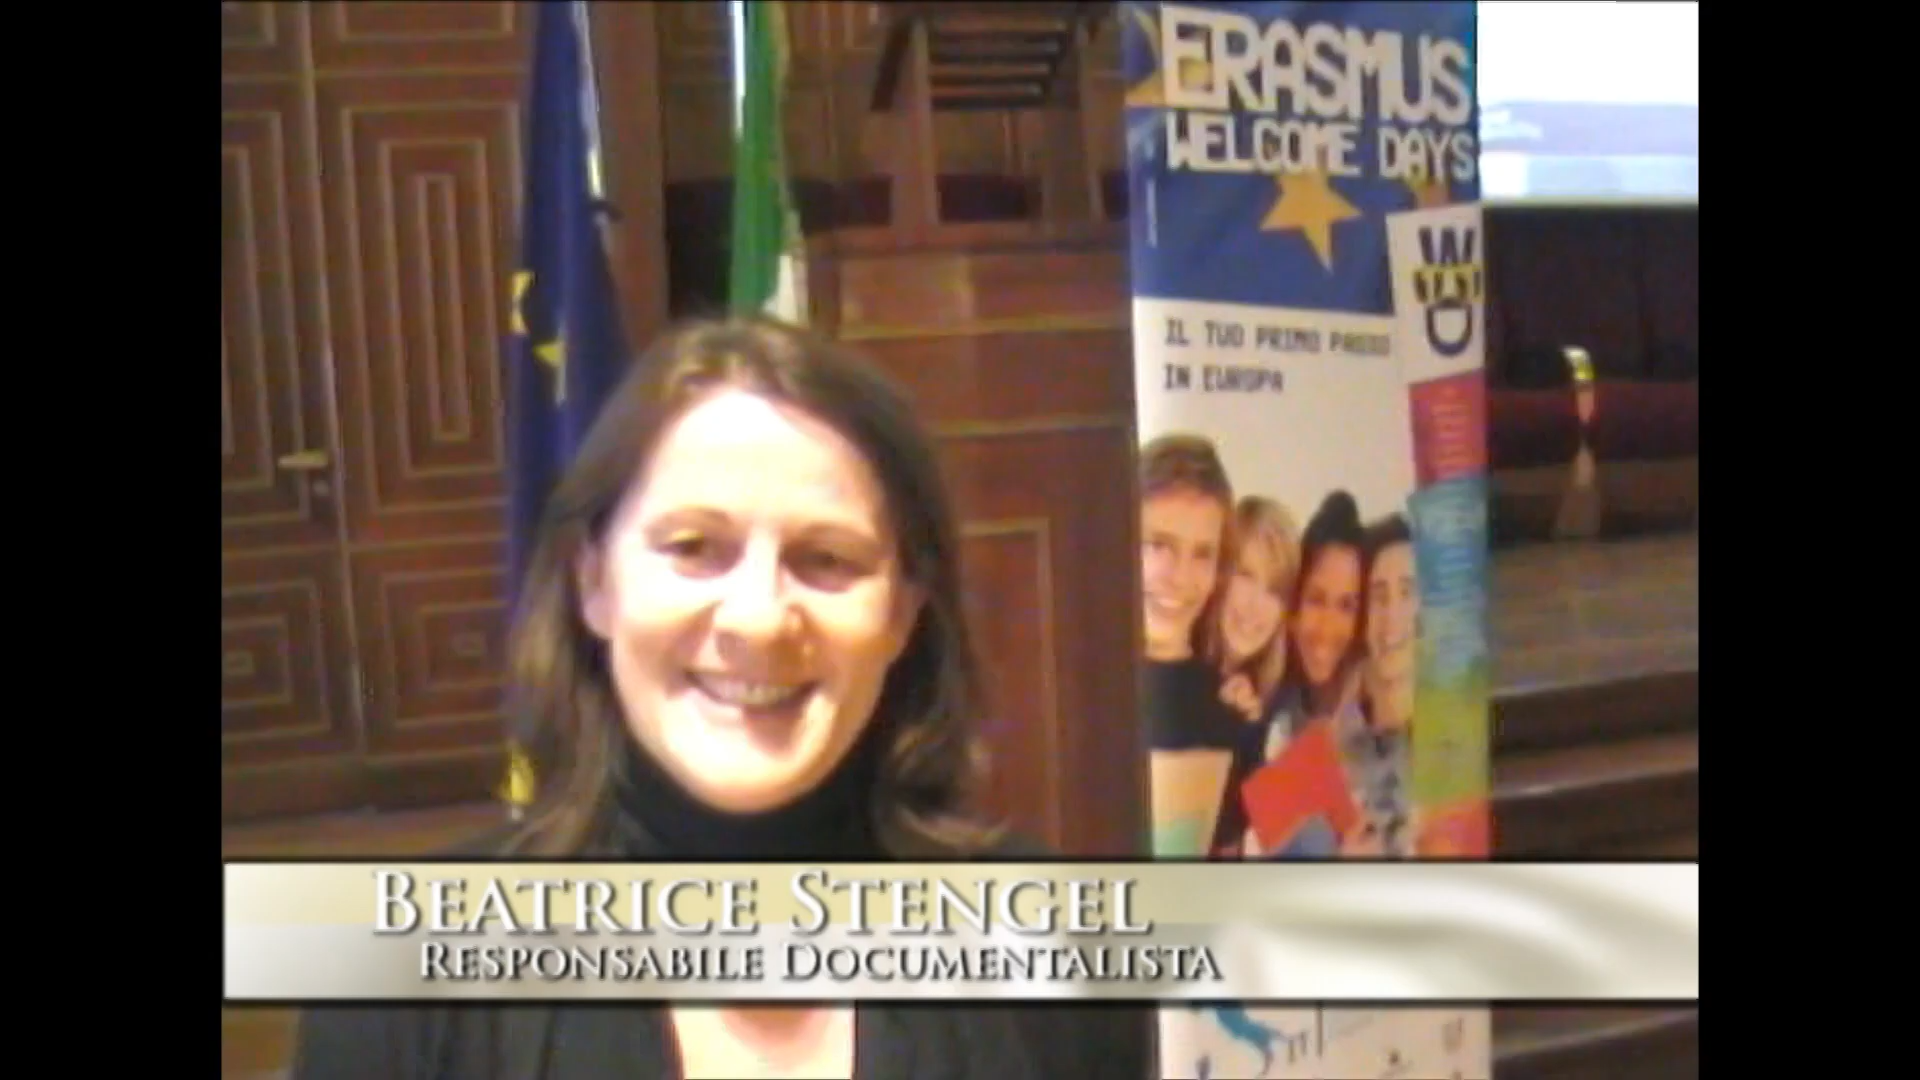 ERASMUS
WELCOME DAYS
IL TUO PRIMO PASSO
IN EUROPA
BEATRICE STENGEL
RESPONSABILE DOCUMENTALISTA